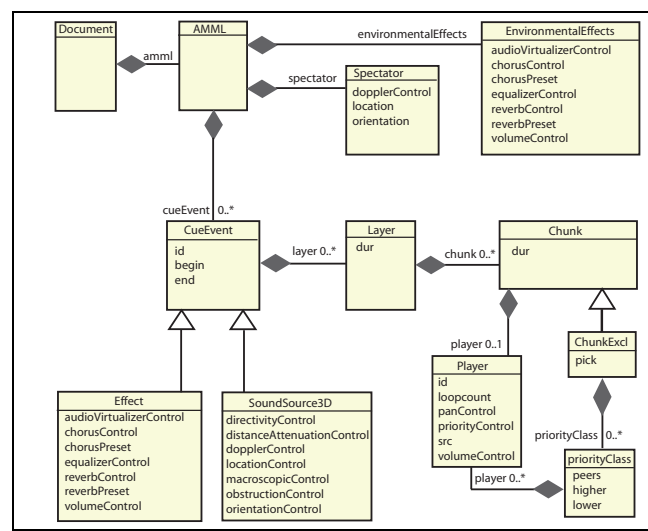 Document
AMML
EnvironmentalEffects
environmentalEffects
amml
audioVirtualizerControl
chorusControl
chorusPreset
equalizerControl
reverbControl
reverbPreset
volumeControl
spectator
Spectator
dopplerControl
location
orientation
cueEvent 0..*
CueEvent
id
begin
end
layer 0..*
Layer
dur
chunk 0..*
Chunk
dur
player 0..1
ChunkExcl
pick
Player
id
loopcount
panControl
priorityControl
src
volumeControl
priorityClass 0..*
priorityClass
peers
higher
lower
player 0..*
Effect
audioVirtualizerControl
chorusControl
chorusPreset
equalizerControl
reverbControl
reverbPreset
volumeControl
SoundSource3D
directivityControl
distanceAttenuationControl
dopplerControl
locationControl
macroscopicControl
obstructionControl
orientationControl